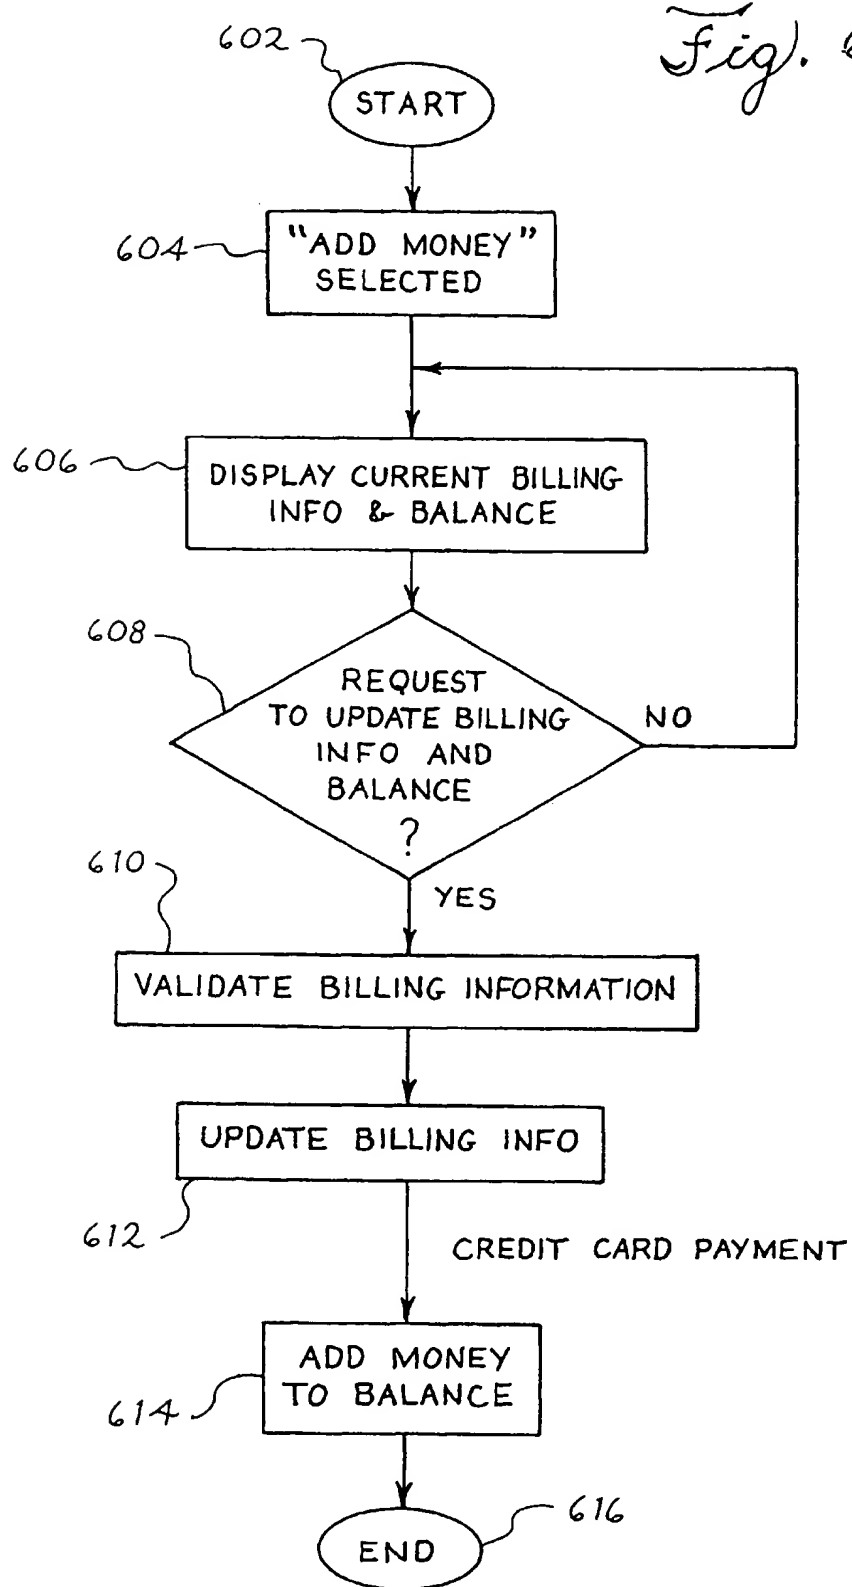 Fig.
602
START
604
"ADD MONEY"
SELECTED
606
DISPLAY CURRENT BILLING
INFO & BALANCE
608
REQUEST
TO UPDATE BILLING
INFO AND
BALANCE
?
NO
YES
610
VALIDATE BILLING INFORMATION
UPDATE BILLING INFO
612
CREDIT CARD PAYMENT
ADD MONEY
TO BALANCE
614
END
616